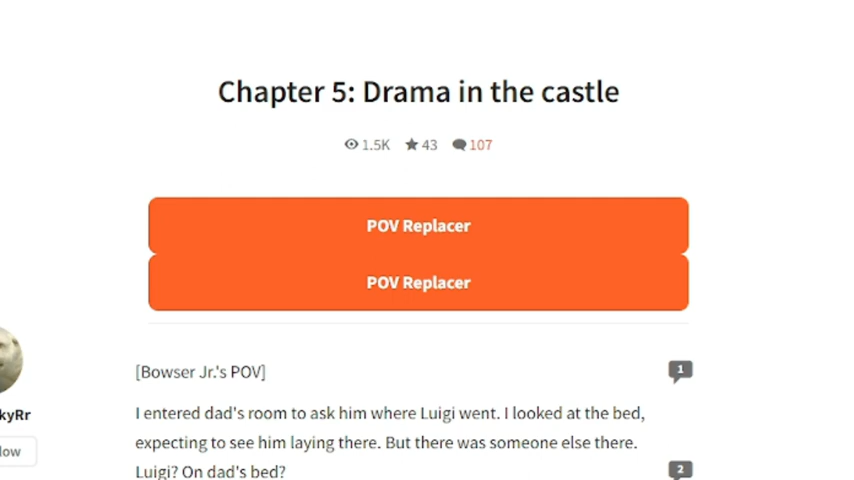 Chapter 5: Drama in the castle
1.5K 43 107
POV Replacer
POV Replacer
[Bowser Jr.'s POV]
1
I entered dad's room to ask him where Luigi went. I looked at the bed,
kyRr
expecting to see him laying there. But there was someone else there.
low
Luigi? On dad's bed?
2